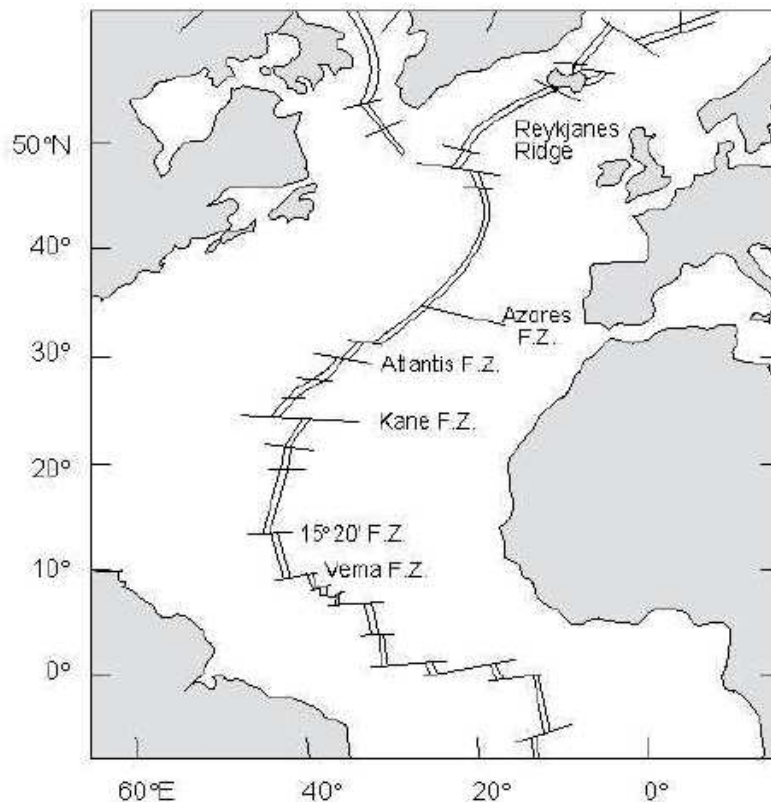 50°N
Reykjanes
Ridge
40°
Azores
F.Z.
30°
Atlantis F.Z.
Kane F.Z.
20°
15°20' F.Z.
10°
Vema F.Z.
0°
60°E
40°
20°
0°